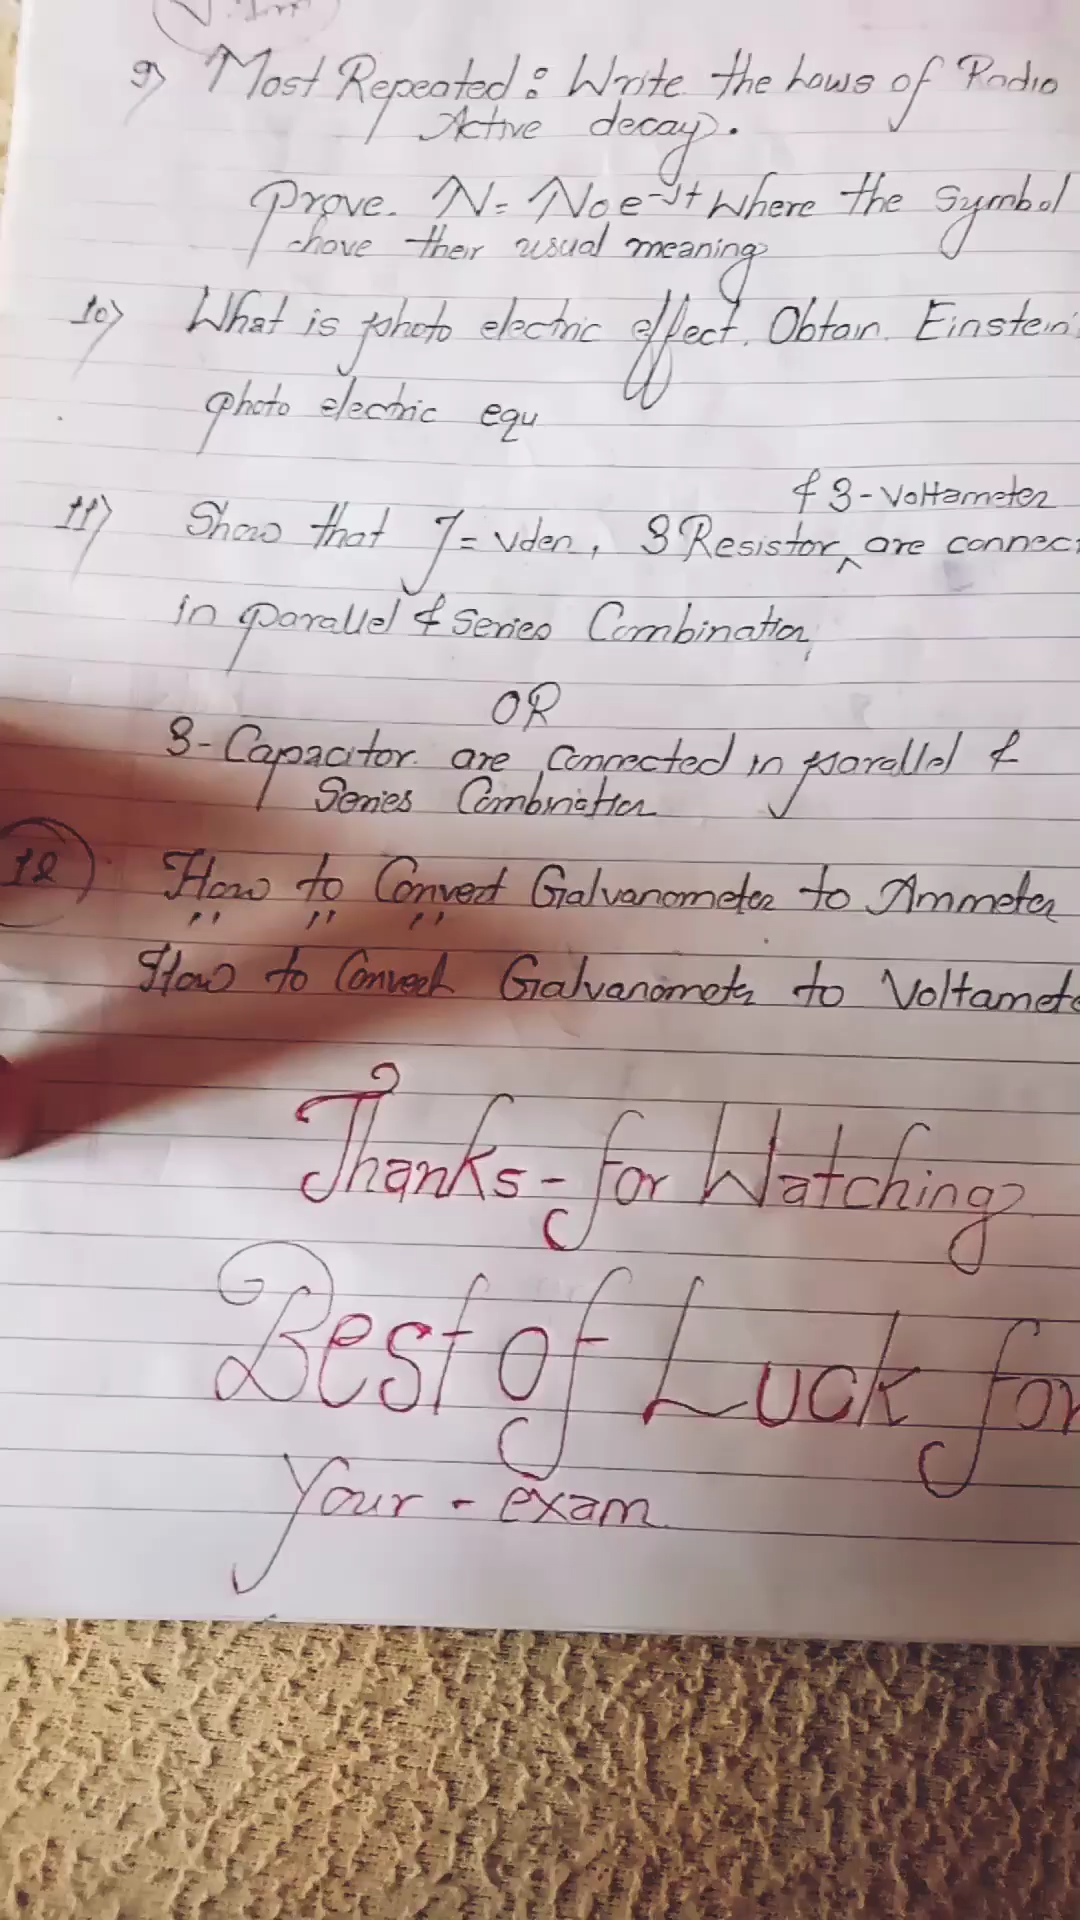 9) Most Repeated: Write the Laws of Radio
Active decay.
Prove. N = Noe-λt Where the Symbol
have their usual meaning
10) What is photo electric effect. Obtain. Einstein's
photo electric equ
& 3-Voltameter
11) Show that J = vden, 3 Resistor ^ are connec
in parallel & Series Combination,
OR
3- Capacitor. are Connected in parallel &
Series Combination
12) How to Convert Galvanometer to Ammeter
" " "
How to Convert Galvanometer to Voltamete
Thanks - for Watching
Best of Luck for
your - exam